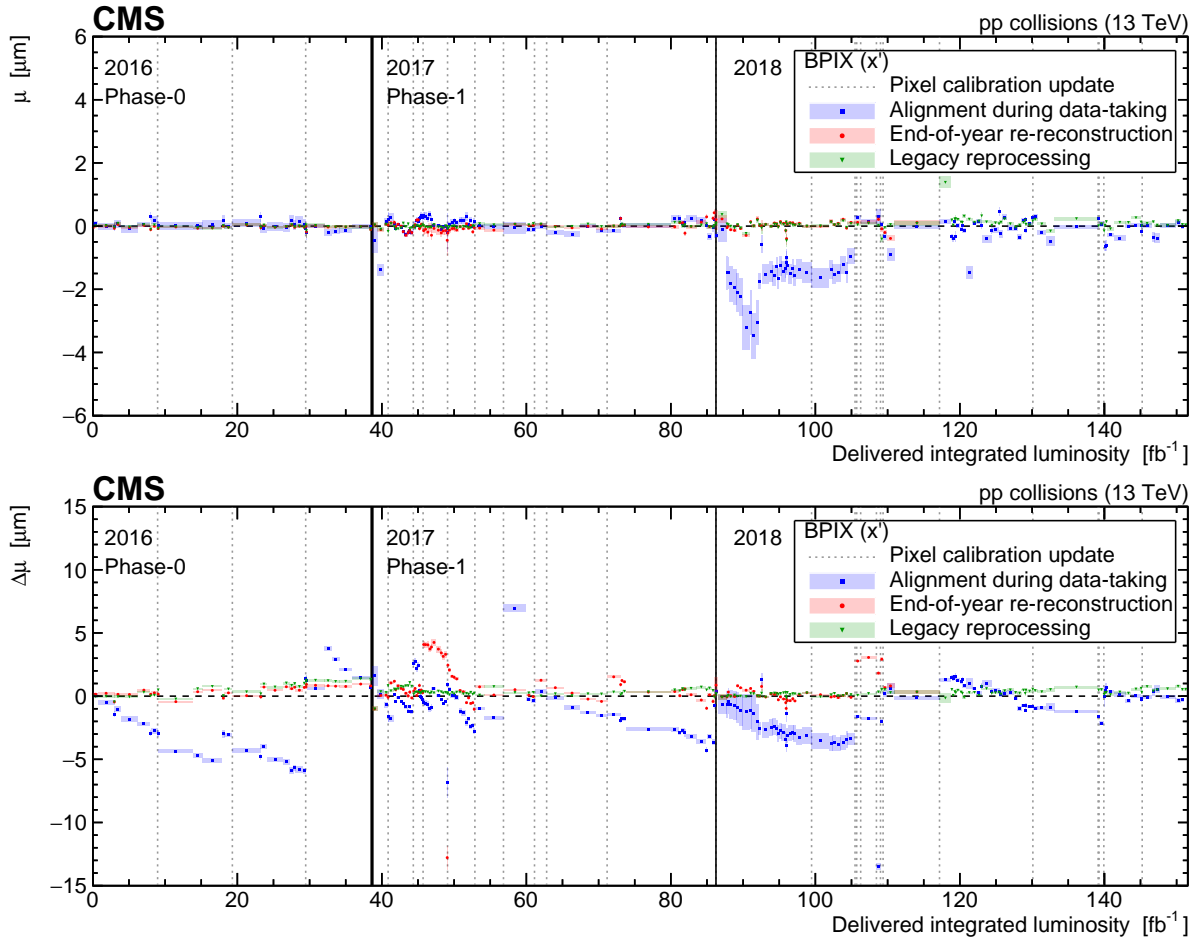 CMS
pp collisions (13 TeV)
μ [μm]
6
4
2
0
−2
−4
−6
2016
Phase-0
2017
Phase-1
2018
BPIX (x')
Pixel calibration update
Alignment during data-taking
End-of-year re-reconstruction
Legacy reprocessing
0 20 40 60 80 100 120 140
Delivered integrated luminosity [fb⁻¹]
CMS
pp collisions (13 TeV)
Δμ [μm]
15
10
5
0
−5
−10
−15
2016
Phase-0
2017
Phase-1
2018
BPIX (x')
Pixel calibration update
Alignment during data-taking
End-of-year re-reconstruction
Legacy reprocessing
0 20 40 60 80 100 120 140
Delivered integrated luminosity [fb⁻¹]